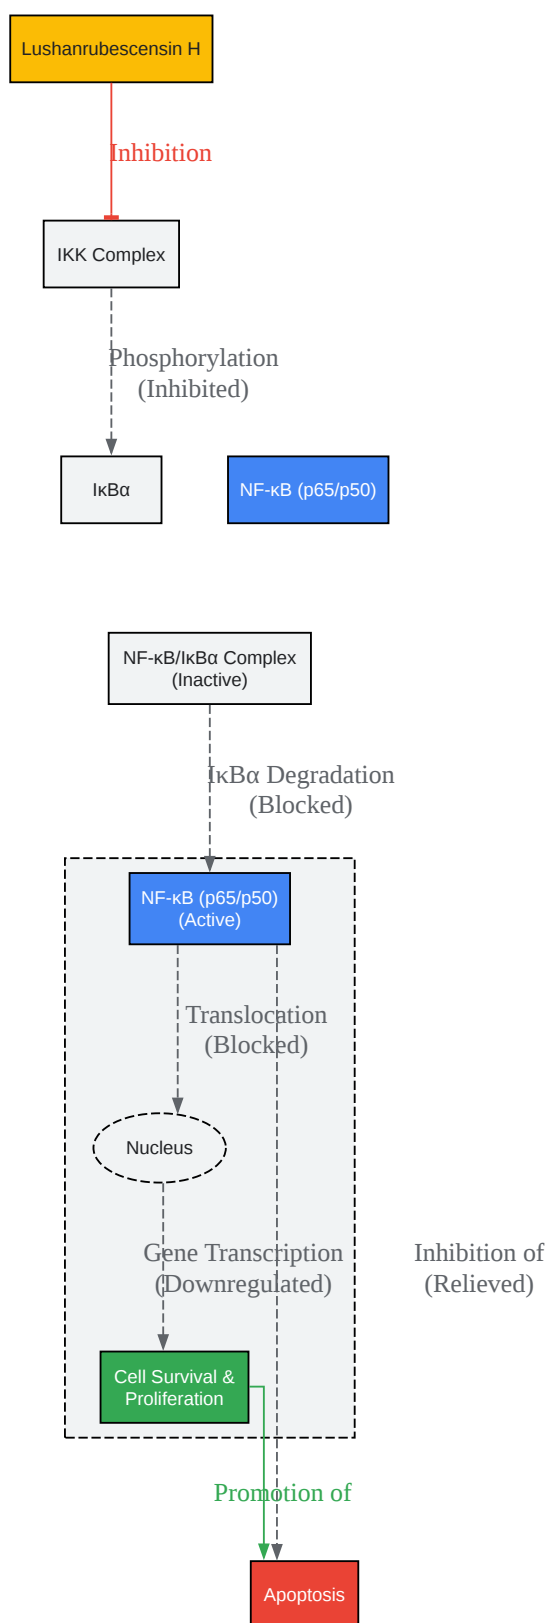 Lushanrubescensin H
Inhibition
IKK Complex
Phosphorylation
(Inhibited)
IκBα
NF-κB (p65/p50)
NF-κB/IκBα Complex
(Inactive)
IκBα Degradation
(Blocked)
NF-κB (p65/p50)
(Active)
Translocation
(Blocked)
Nucleus
Gene Transcription
(Downregulated)
Inhibition of
(Relieved)
Cell Survival &
Proliferation
Promotion of
Apoptosis